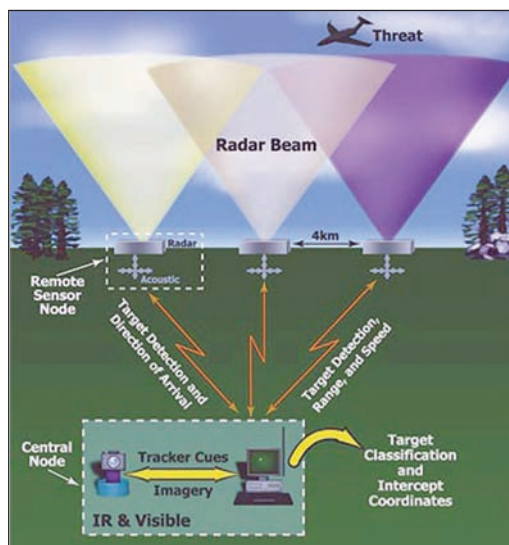 Threat
Radar Beam
4km
Radar
Acoustic
Remote
Sensor
Node
Target Detection and
Direction of Arrival
Target Detection,
Range, and Speed
Central
Node
Tracker Cues
Imagery
IR & Visible
Target
Classification
and
Intercept
Coordinates